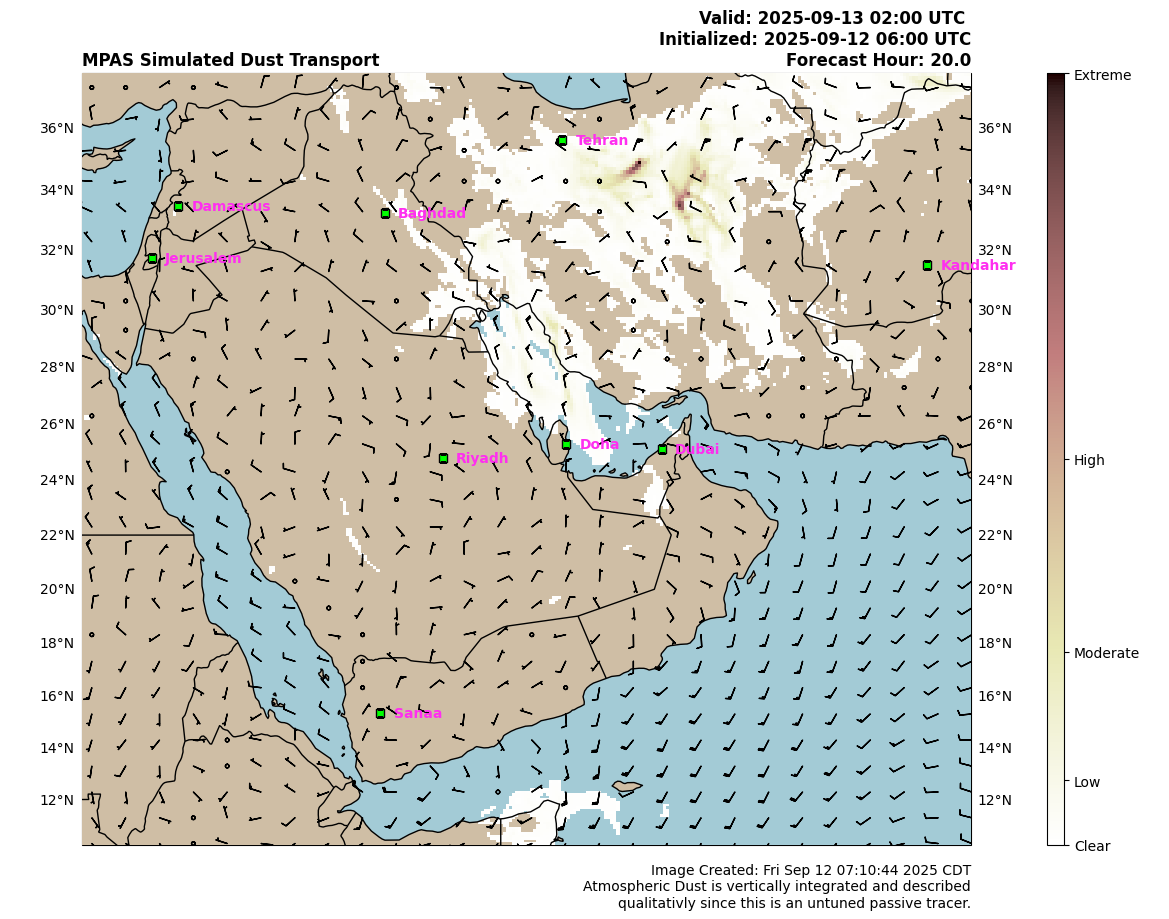 Valid: 2025-09-13 02:00 UTC
Initialized: 2025-09-12 06:00 UTC
MPAS Simulated Dust Transport Forecast Hour: 20.0
Extreme
36°N Tehran 36°N
34°N Damascus Baghdad 34°N
32°N Jerusalem 32°N
Kandahar
30°N 30°N
28°N 28°N
26°N 26°N
Doha Dubai
Riyadh High
24°N 24°N
22°N 22°N
20°N 20°N
18°N 18°N
Moderate
16°N 16°N
Sanaa
14°N 14°N
12°N 12°N
Low
Clear
Image Created: Fri Sep 12 07:10:44 2025 CDT
Atmospheric Dust is vertically integrated and described
qualitativly since this is an untuned passive tracer.